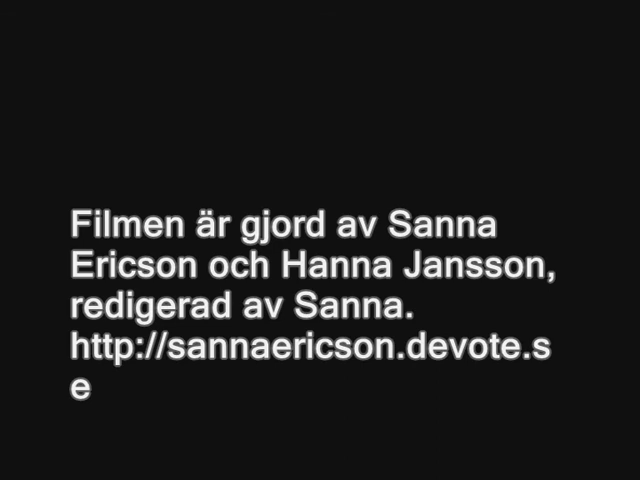 Filmen är gjord av Sanna
Ericson och Hanna Jansson,
redigerad av Sanna.
http://sannaericson.devote.s
e